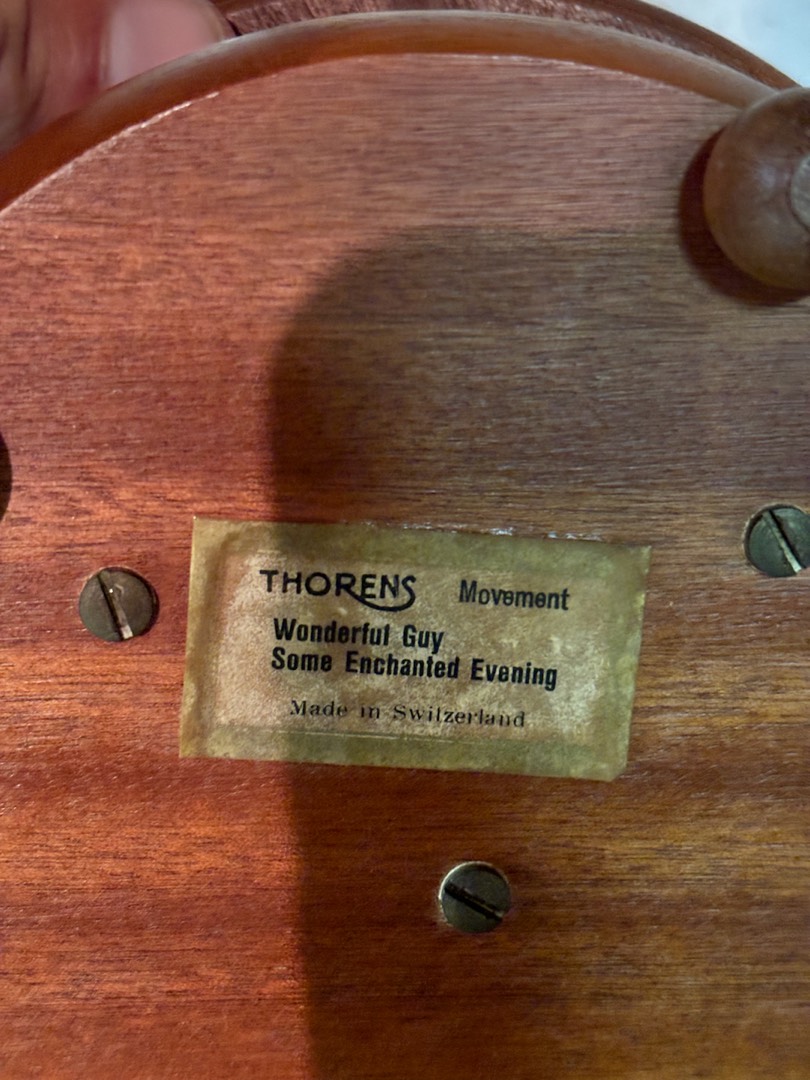 THORENS Movement
Wonderful Guy
Some Enchanted Evening
Made in Switzerland